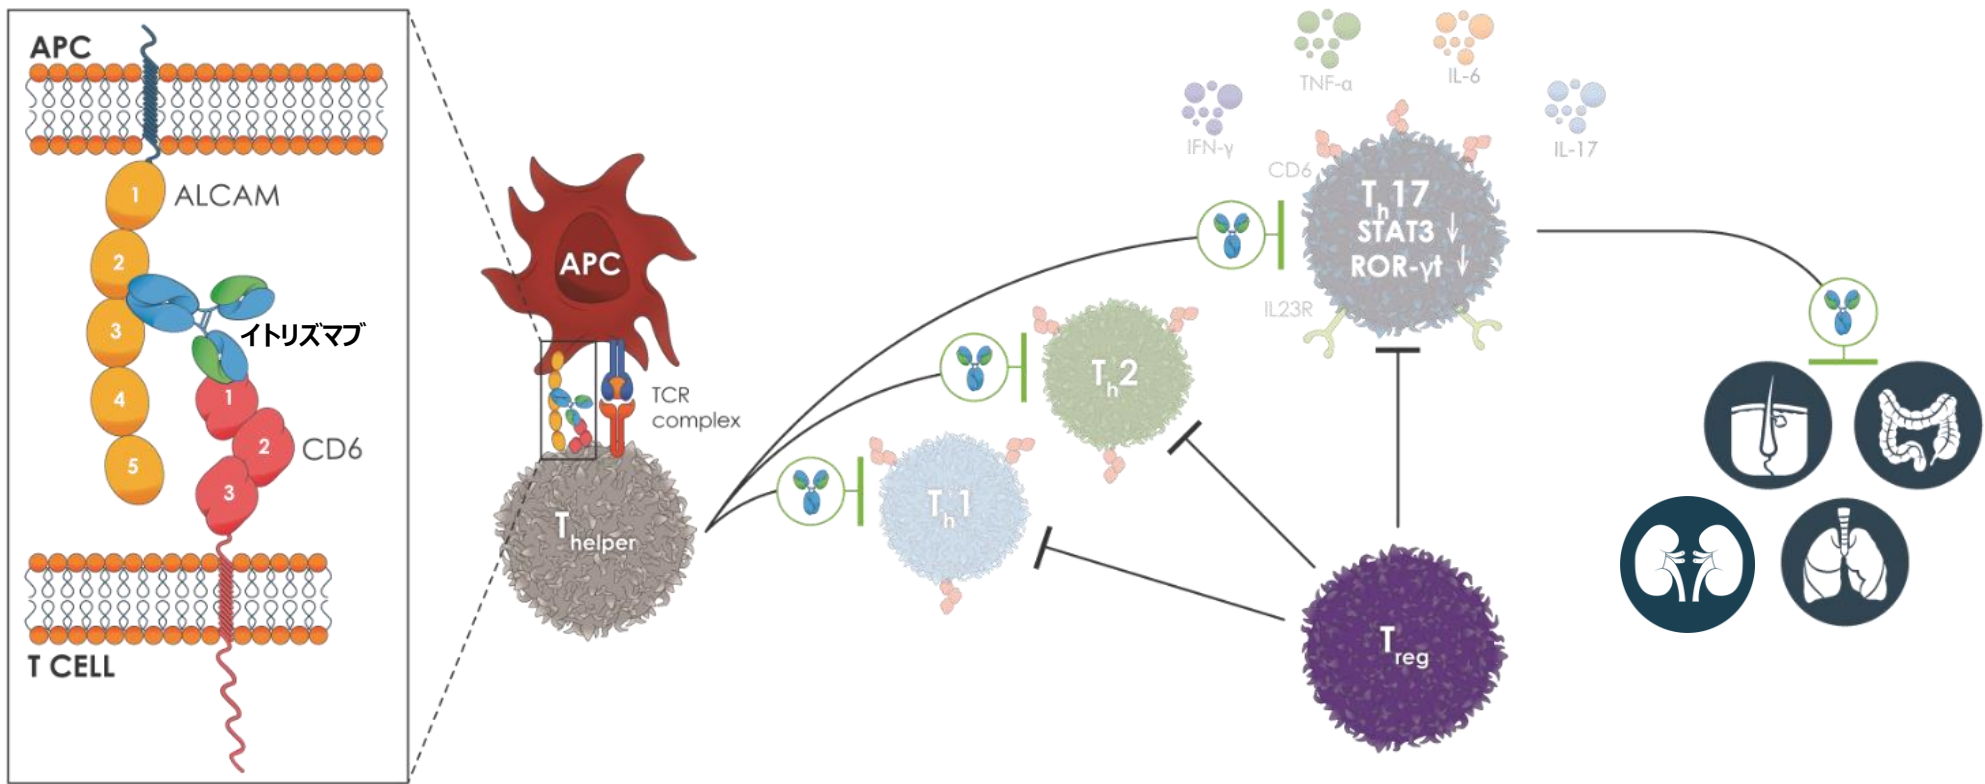 APC
1
ALCAM
2
3
イトリズマブ
4
1
5
2
CD6
3
T CELL
APC
TCR
complex
Thelper
Th1
Th2
IFN-γ
TNF-α
IL-6
IL-17
CD6
Th17
STAT3 ↓
ROR-γt ↓
IL23R
Treg